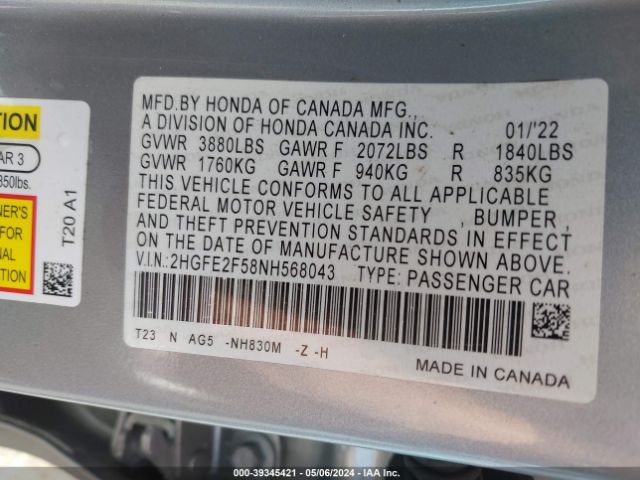 TION
AR 3
850lbs.
NER'S
FOR
NAL
ATION
T20 A1
MFD.BY HONDA OF CANADA MFG.,
A DIVISION OF HONDA CANADA INC. 01/'22
GVWR 3880LBS GAWR F 2072LBS R 1840LBS
GVWR 1760KG GAWR F 940KG R 835KG
THIS VEHICLE CONFORMS TO ALL APPLICABLE
FEDERAL MOTOR VEHICLE SAFETY , BUMPER ,
AND THEFT PREVENTION STANDARDS IN EFFECT
ON THE DATE OF MANUFACTURE SHOWN ABOVE.
V.I.N.:2HGFE2F58NH568043 TYPE: PASSENGER CAR
T23 N AG5 -NH830M -Z -H
MADE IN CANADA
000-39345421 - 05/06/2024 - IAA Inc.